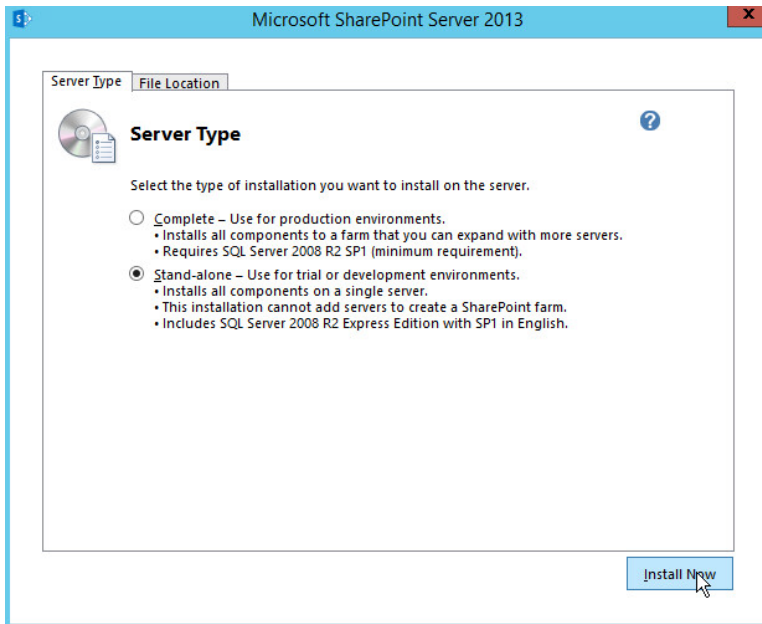 Microsoft SharePoint Server 2013
Server Type
File Location
Server Type
Select the type of installation you want to install on the server.
Complete – Use for production environments.
• Installs all components to a farm that you can expand with more servers.
• Requires SQL Server 2008 R2 SP1 (minimum requirement).
Stand-alone – Use for trial or development environments.
• Installs all components on a single server.
• This installation cannot add servers to create a SharePoint farm.
• Includes SQL Server 2008 R2 Express Edition with SP1 in English.
Install Now